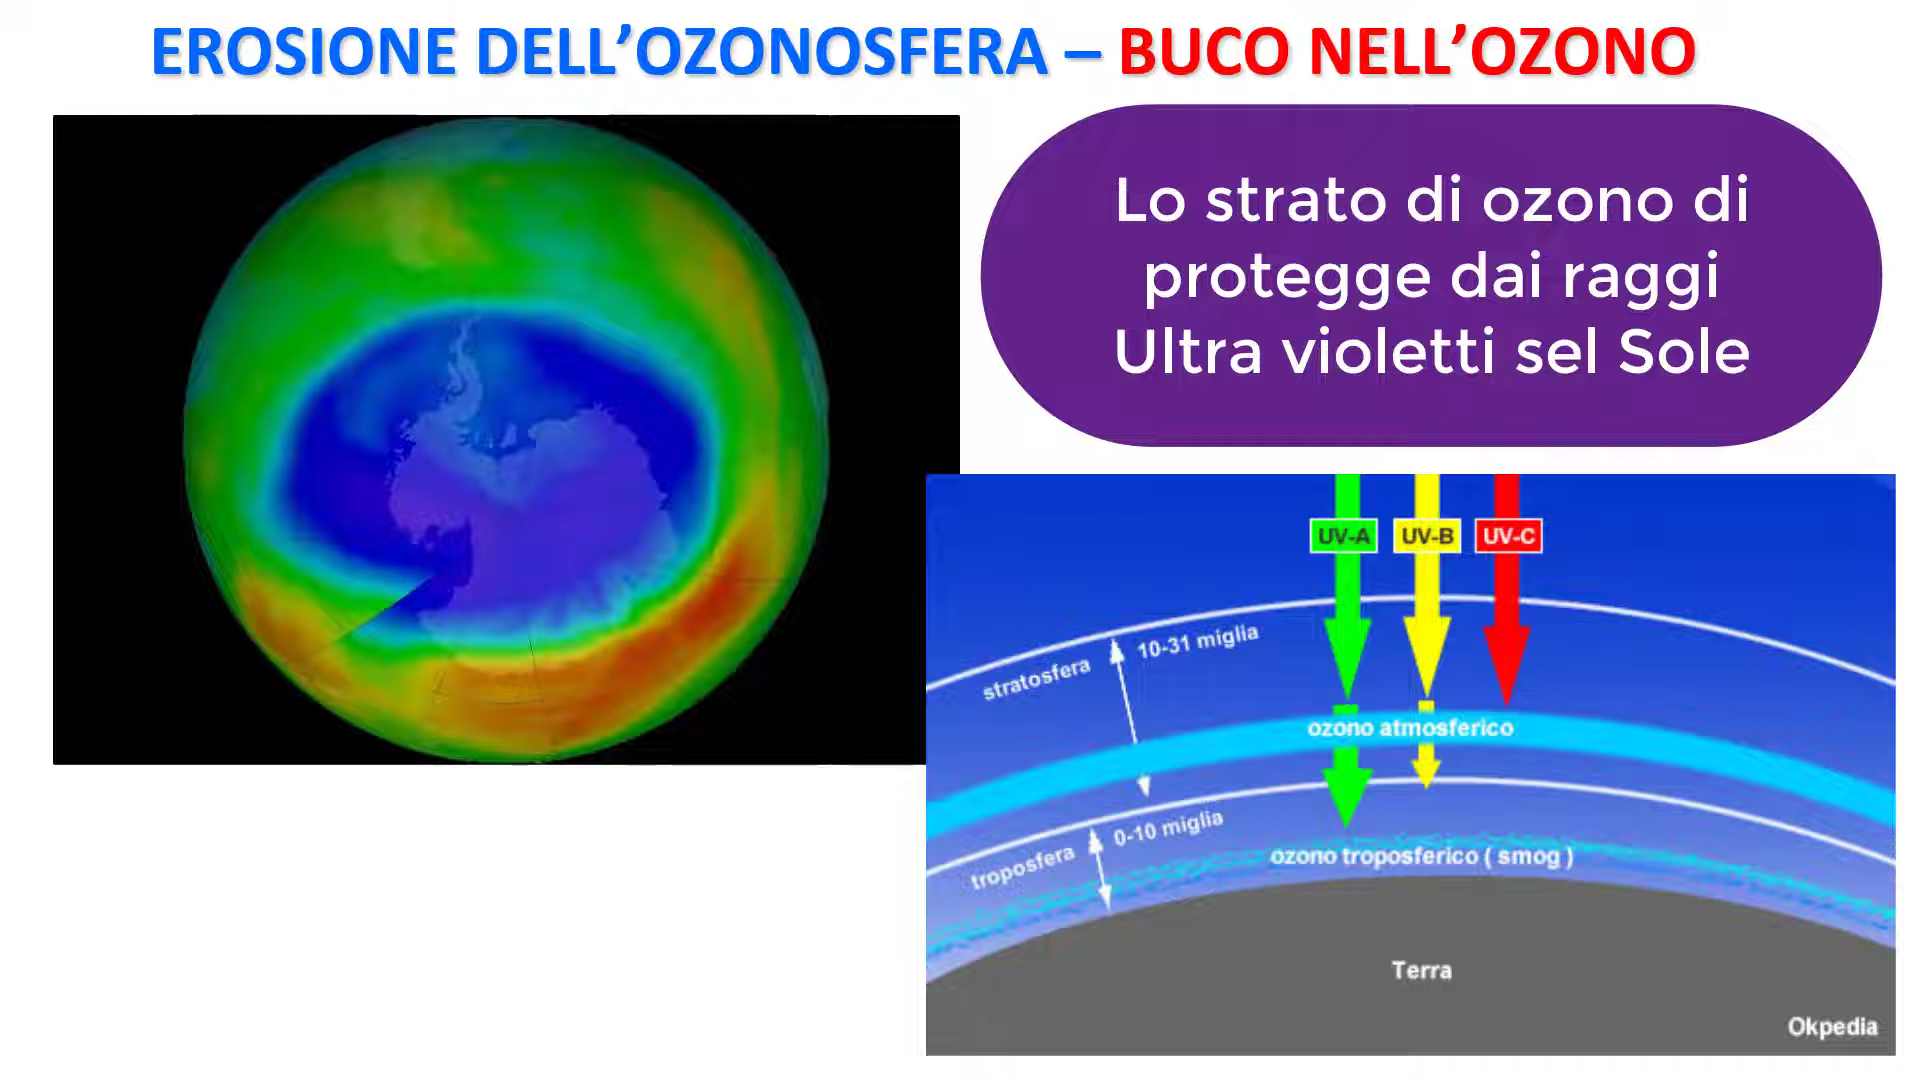 EROSIONE DELL’OZONOSFERA – BUCO NELL’OZONO
Lo strato di ozono di
protegge dai raggi
Ultra violetti sel Sole
UV-A UV-B UV-C
stratosfera 10-31 miglia
ozono atmosferico
troposfera 0-10 miglia
ozono troposferico ( smog )
Terra
Okpedia